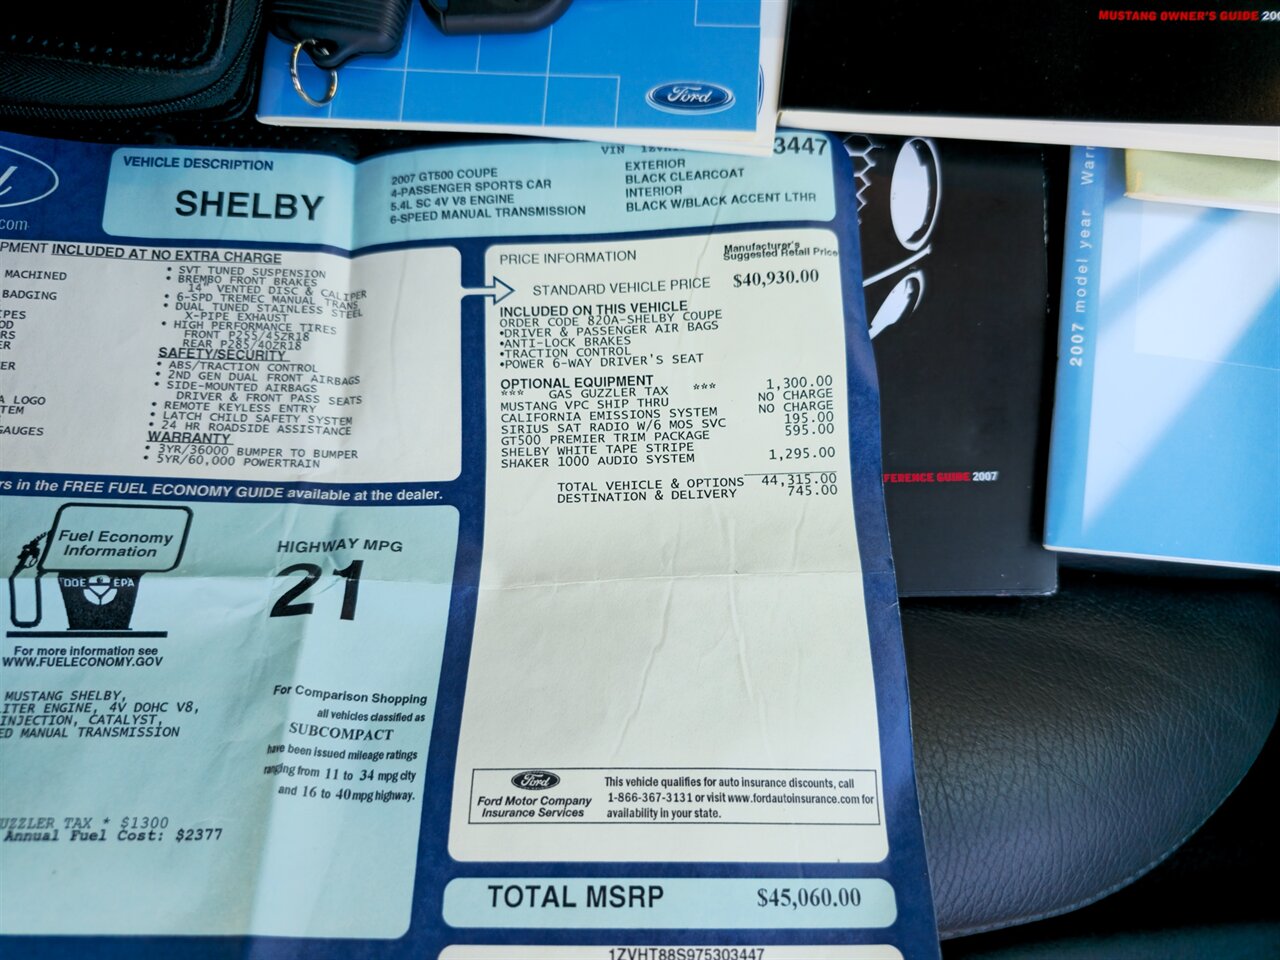 MUSTANG OWNER'S GUIDE
Ford
VIN
3447
VEHICLE DESCRIPTION
SHELBY
2007 GT500 COUPE
4-PASSENGER SPORTS CAR
5.4L SC 4V V8 ENGINE
6-SPEED MANUAL TRANSMISSION
EXTERIOR
BLACK CLEARCOAT
INTERIOR
BLACK W/BLACK ACCENT LTHR
.com
INCLUDED AT NO EXTRA CHARGE
MACHINED
BADGING
A LOGO
GAUGES
• SVT TUNED SUSPENSION
• BREMBO FRONT BRAKES
14" VENTED DISC & CALIPER
• 6-SPD TREMEC MANUAL TRANS
• DUAL TUNED STAINLESS STEEL
X-PIPE EXHAUST
• HIGH PERFORMANCE TIRES
FRONT P255/45ZR18
REAR P285/40ZR18
SAFETY/SECURITY
• ABS/TRACTION CONTROL
• 2ND GEN DUAL FRONT AIRBAGS
• SIDE-MOUNTED AIRBAGS
DRIVER & FRONT PASS SEATS
• REMOTE KEYLESS ENTRY
• LATCH CHILD SAFETY SYSTEM
• 24 HR ROADSIDE ASSISTANCE
WARRANTY
• 3YR/36000 BUMPER TO BUMPER
• 5YR/60,000 POWERTRAIN
rs in the FREE FUEL ECONOMY GUIDE available at the dealer.
Fuel Economy
Information
DOE EPA
For more information see
WWW.FUELECONOMY.GOV
HIGHWAY MPG
21
MUSTANG SHELBY,
ITER ENGINE, 4V DOHC V8,
INJECTION, CATALYST,
ED MANUAL TRANSMISSION
For Comparison Shopping
all vehicles classified as
SUBCOMPACT
have been issued mileage ratings
ranging from 11 to 34 mpg city
and 16 to 40 mpg highway.
UZZLER TAX * $1300
Annual Fuel Cost: $2377
PRICE INFORMATION
Manufacturer's
Suggested Retail Price
STANDARD VEHICLE PRICE $40,930.00
INCLUDED ON THIS VEHICLE
ORDER CODE 820A-SHELBY COUPE
•DRIVER & PASSENGER AIR BAGS
•ANTI-LOCK BRAKES
•TRACTION CONTROL
•POWER 6-WAY DRIVER'S SEAT
OPTIONAL EQUIPMENT
*** GAS GUZZLER TAX *** 1,300.00
MUSTANG VPC SHIP THRU NO CHARGE
CALIFORNIA EMISSIONS SYSTEM NO CHARGE
SIRIUS SAT RADIO W/6 MOS SVC 195.00
GT500 PREMIER TRIM PACKAGE 595.00
SHELBY WHITE TAPE STRIPE
SHAKER 1000 AUDIO SYSTEM 1,295.00
TOTAL VEHICLE & OPTIONS 44,315.00
DESTINATION & DELIVERY 745.00
Ford
Ford Motor Company
Insurance Services
This vehicle qualifies for auto insurance discounts, call
1-866-367-3131 or visit www.fordautoinsurance.com for
availability in your state.
TOTAL MSRP $45,060.00
1ZVHT88S975303447
FERENCE GUIDE 2007
2007 model year Warr